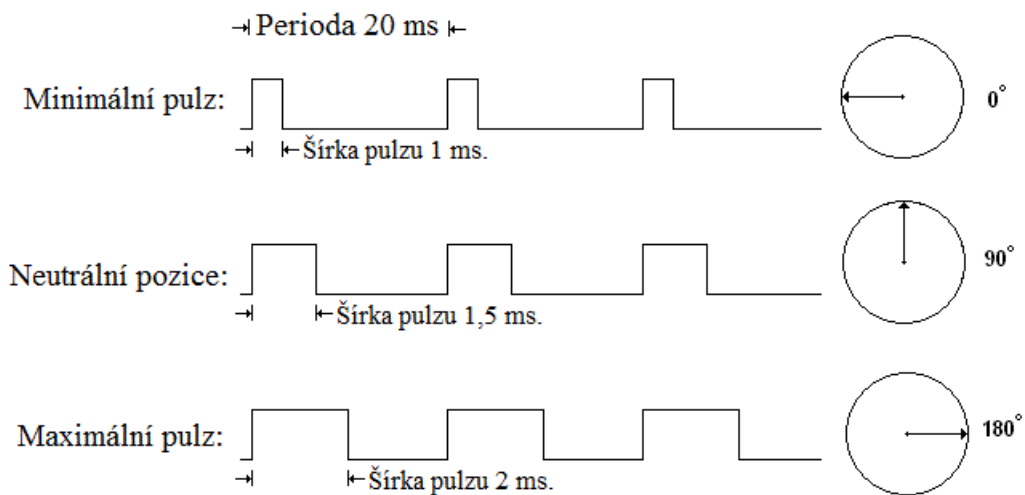 Perioda 20 ms
Minimální pulz:
0°
Šírka pulzu 1 ms.
Neutrální pozice:
90°
Šírka pulzu 1,5 ms.
Maximální pulz:
180°
Šírka pulzu 2 ms.